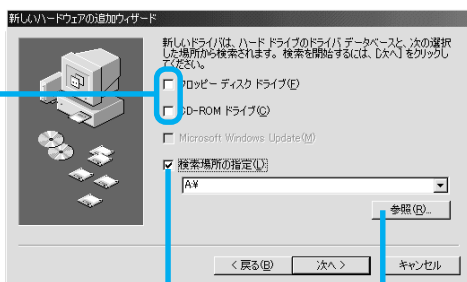 新しいハードウェアの追加ウィザード
新しいドライバは、ハード ドライブのドライバ データベースと、次の選択
した場所から検索されます。検索を開始するには、[次へ] をクリックし
てください。
フロッピー ディスク ドライブ(F)
CD-ROM ドライブ(C)
Microsoft Windows Update(M)
検索場所の指定(L):
A:¥
参照(R)...
< 戻る(B)
次へ >
キャンセル